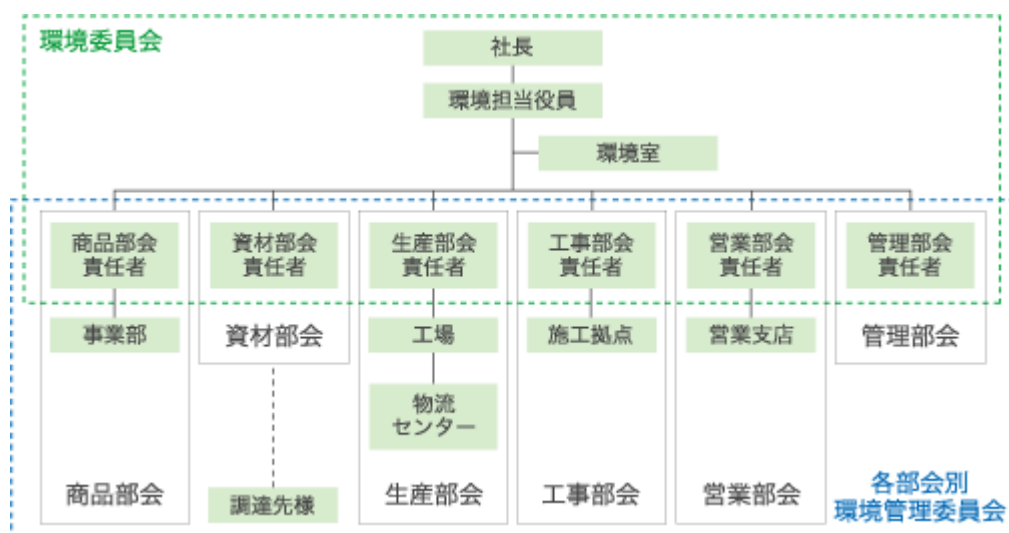 環境委員会
社長
環境担当役員
環境室
商品部会
責任者
資材部会
責任者
生産部会
責任者
工事部会
責任者
営業部会
責任者
管理部会
責任者
事業部
資材部会
工場
施工拠点
営業支店
管理部会
物流
センター
商品部会
調達先様
生産部会
工事部会
営業部会
各部会別
環境管理委員会